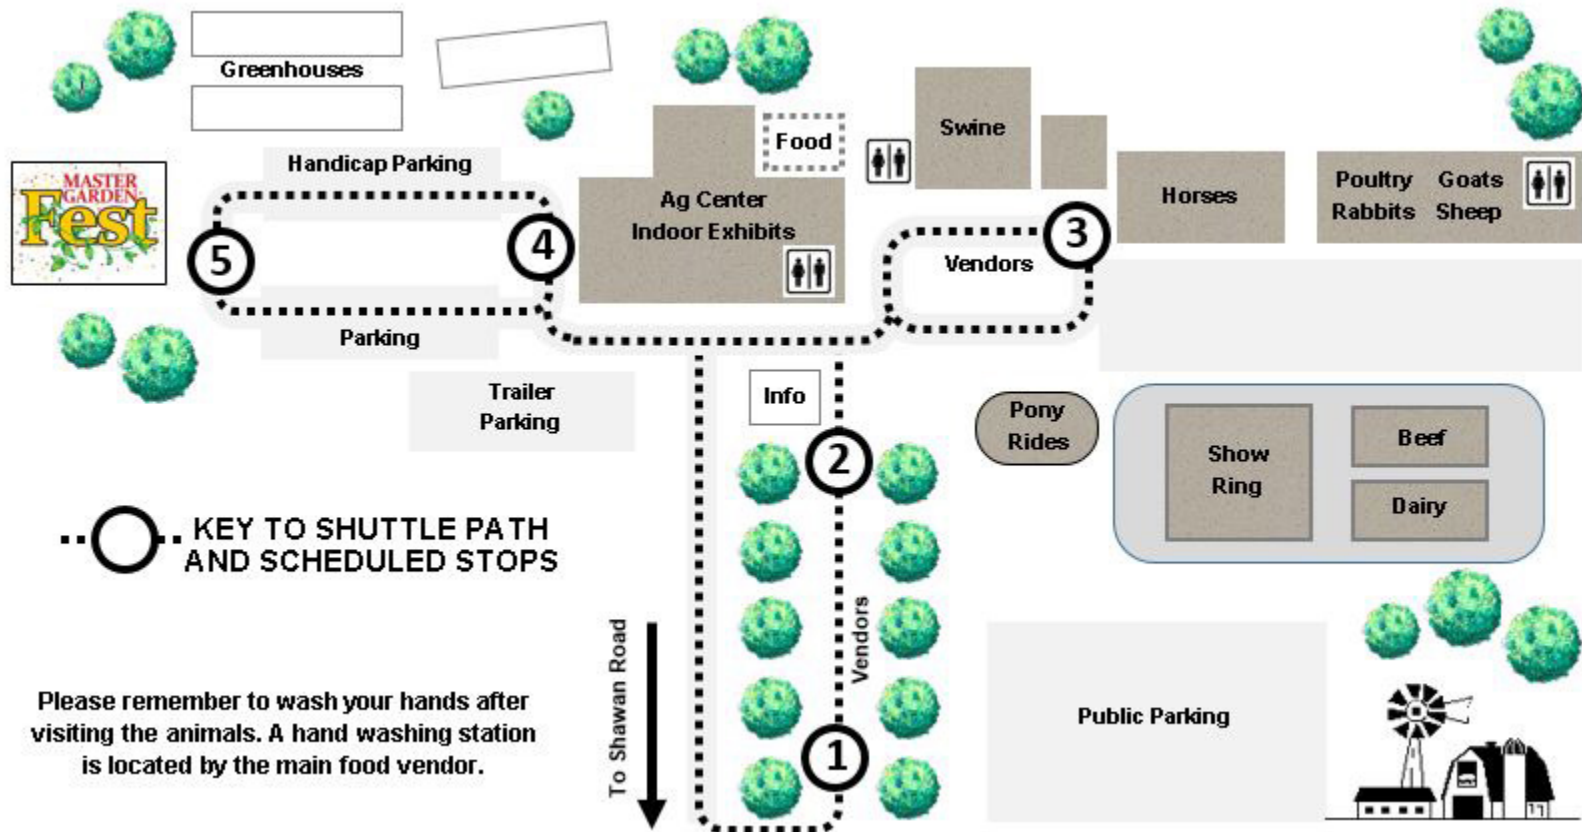 Greenhouses
Handicap Parking
MASTER
GARDEN
Fest
5
4
Parking
Trailer
Parking
Food
Ag Center
Indoor Exhibits
Swine
Horses
Poultry Goats
Rabbits Sheep
3
Vendors
Info
2
Pony
Rides
Show
Ring
Beef
Dairy
KEY TO SHUTTLE PATH
AND SCHEDULED STOPS
Please remember to wash your hands after
visiting the animals. A hand washing station
is located by the main food vendor.
To Shawan Road
Vendors
1
Public Parking